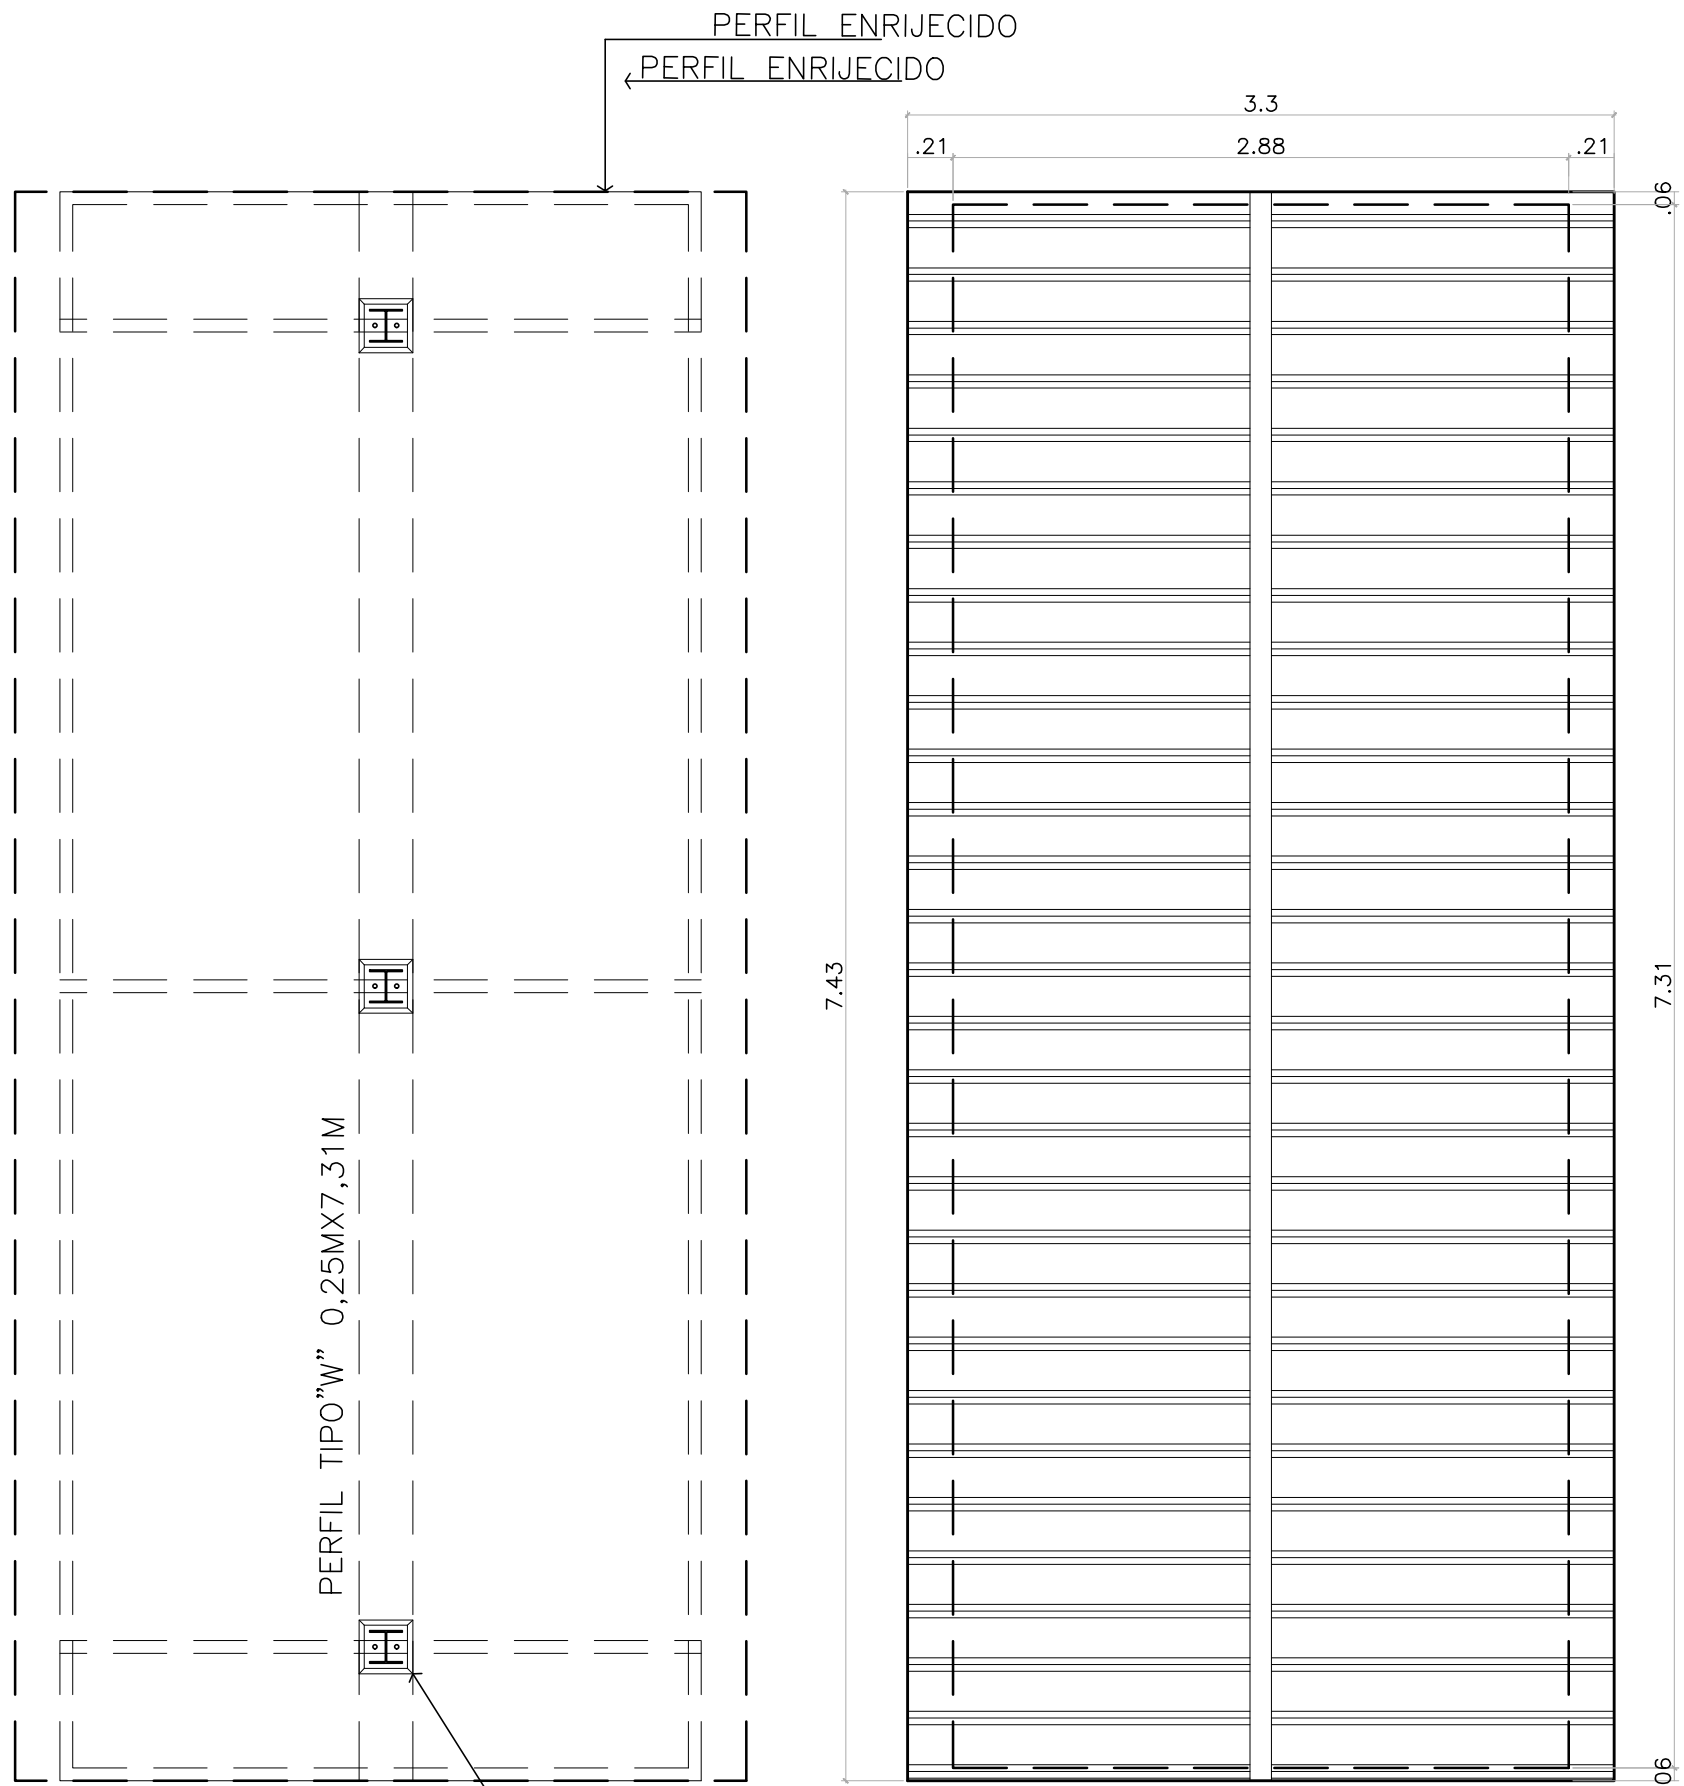 PERFIL ENRIJECIDO
PERFIL ENRIJECIDO
3.3
.21
2.88
.21
.06
7.43
7.31
PERFIL TIPO"W" 0,25MX7,31M
06